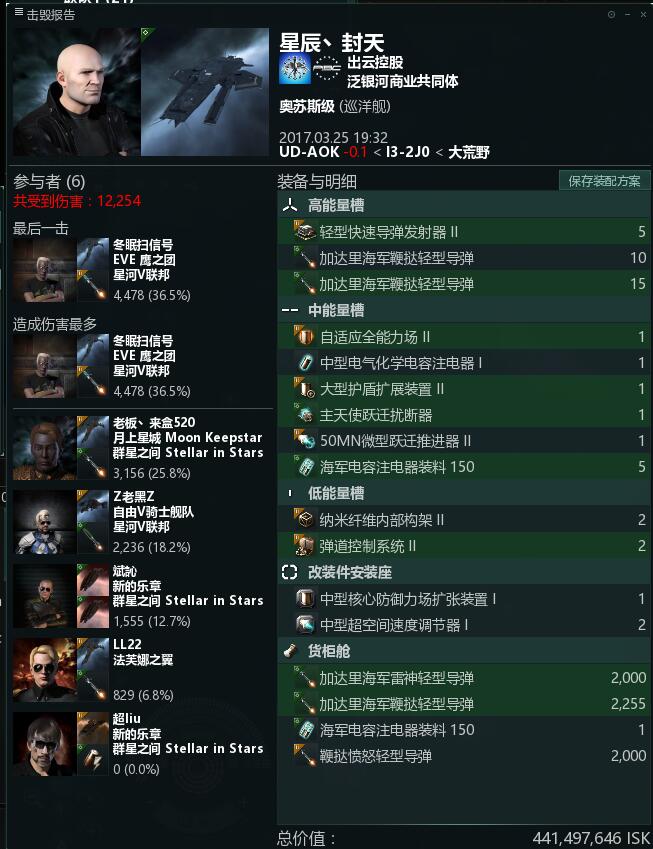 击毁报告
星辰、封天
出云控股
泛银河商业共同体
奥苏斯级 (巡洋舰)
2017.03.25 19:32
UD-AOK -0.1 < I3-2J0 < 大荒野
参与者 (6)
共受到伤害：12,254
最后一击
冬眠扫信号
EVE 鹰之团
星河V联邦
4,478 (36.5%)
造成伤害最多
冬眠扫信号
EVE 鹰之团
星河V联邦
4,478 (36.5%)
老板、来盒520
月上星城 Moon Keepstar
群星之间 Stellar in Stars
3,156 (25.8%)
Z老黑Z
自由V骑士舰队
星河V联邦
2,236 (18.2%)
新的乐章
群星之间 Stellar in Stars
1,555 (12.7%)
LL22
法芙娜之翼
829 (6.8%)
超liu
新的乐章
群星之间 Stellar in Stars
0 (0.0%)
装备与明细
保存装配方案
高能量槽
轻型快速导弹发射器 II 5
加达里海军鞭挞轻型导弹 10
加达里海军鞭挞轻型导弹 15
中能量槽
自适应全能力场 II 1
中型电气化学电容注电器 I 1
大型护盾扩展装置 II 1
主天使跃迁扰断器 1
50MN微型跃迁推进器 II 1
海军电容注电器装料 150 5
低能量槽
纳米纤维内部构架 II 2
弹道控制系统 II 2
改装件安装座
中型核心防御力场扩张装置 I 1
中型超空间速度调节器 I 2
货柜舱
加达里海军雷神轻型导弹 2,000
加达里海军鞭挞轻型导弹 2,255
海军电容注电器装料 150 1
鞭挞愤怒轻型导弹 2,000
总价值： 441,497,646 ISK